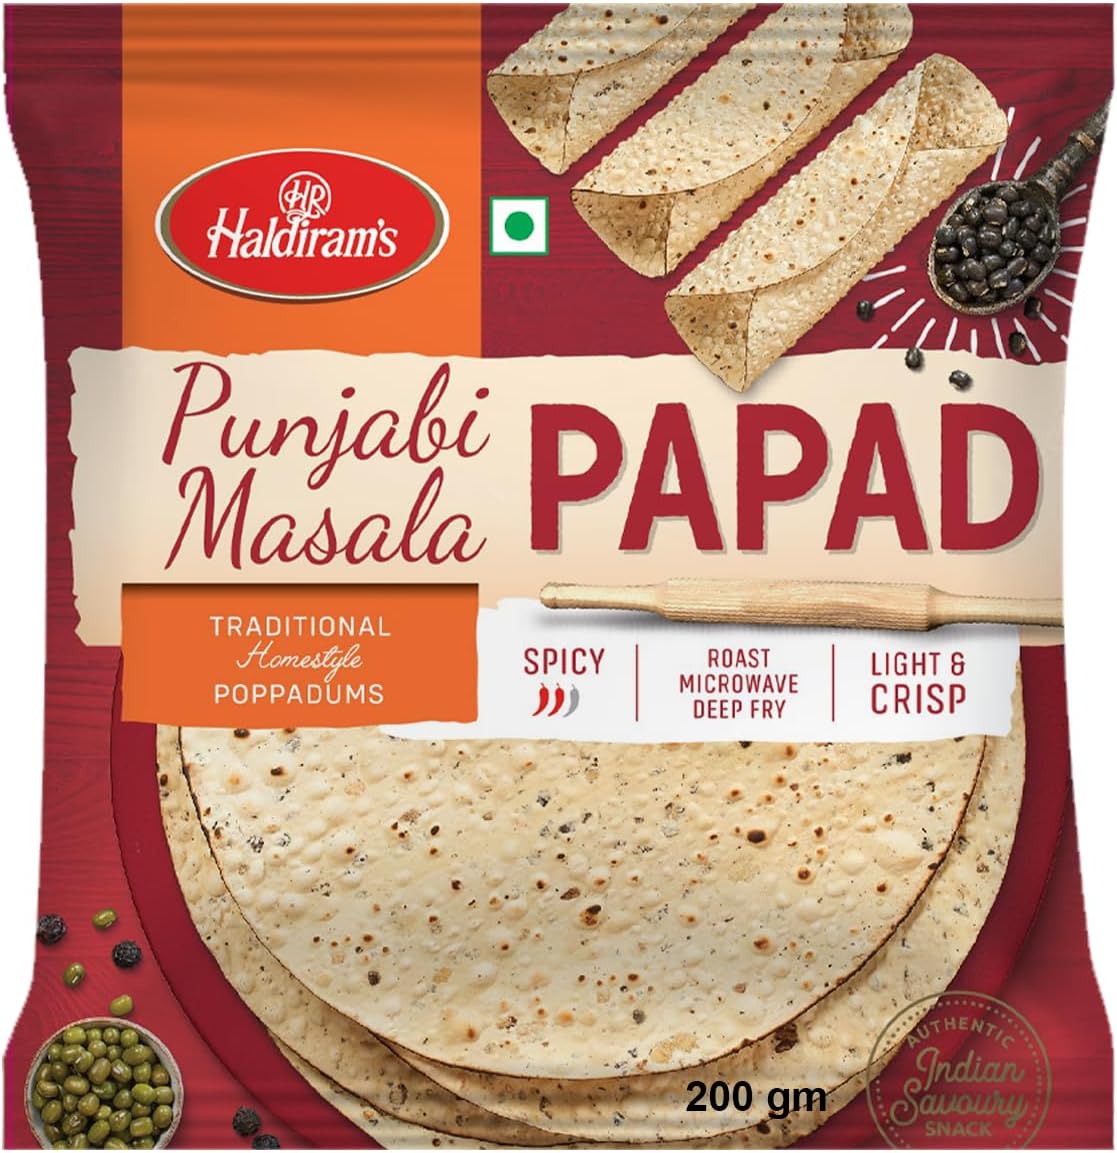 HR
Haldiram's
Punjabi
Masala
PAPAD
TRADITIONAL
Homestyle
POPPADUMS
SPICY
ROAST
MICROWAVE
DEEP FRY
LIGHT &
CRISP
200 gm
AUTHENTIC
Indian
Savoury
SNACK